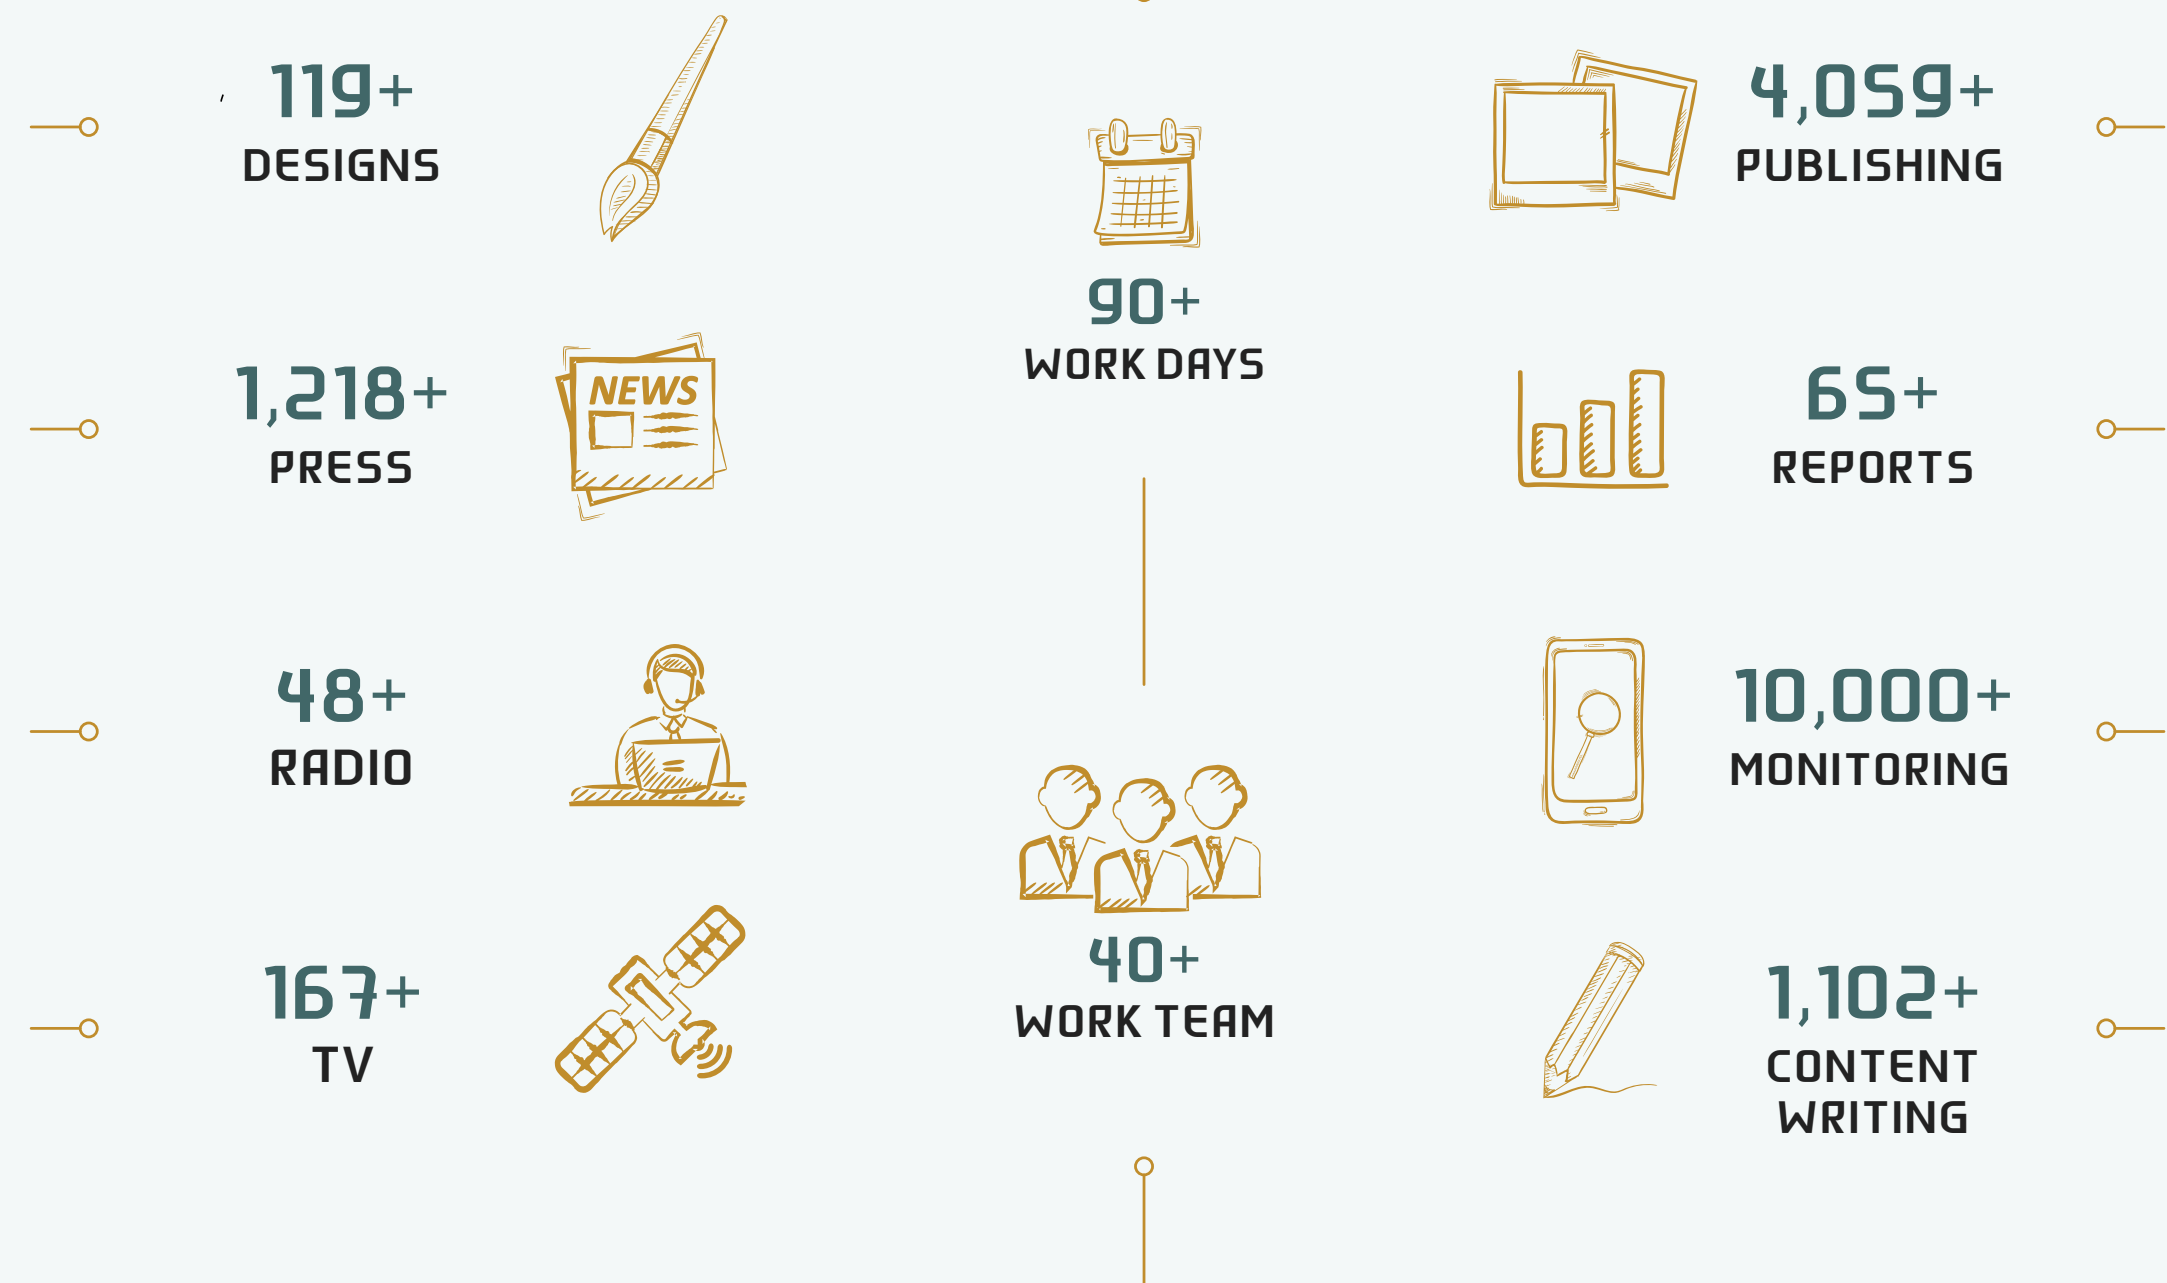 119+
DESIGNS
1,218+
PRESS
NEWS
48+
RADIO
167+
TV
90+
WORK DAYS
40+
WORK TEAM
4,059+
PUBLISHING
65+
REPORTS
10,000+
MONITORING
1,102+
CONTENT
WRITING